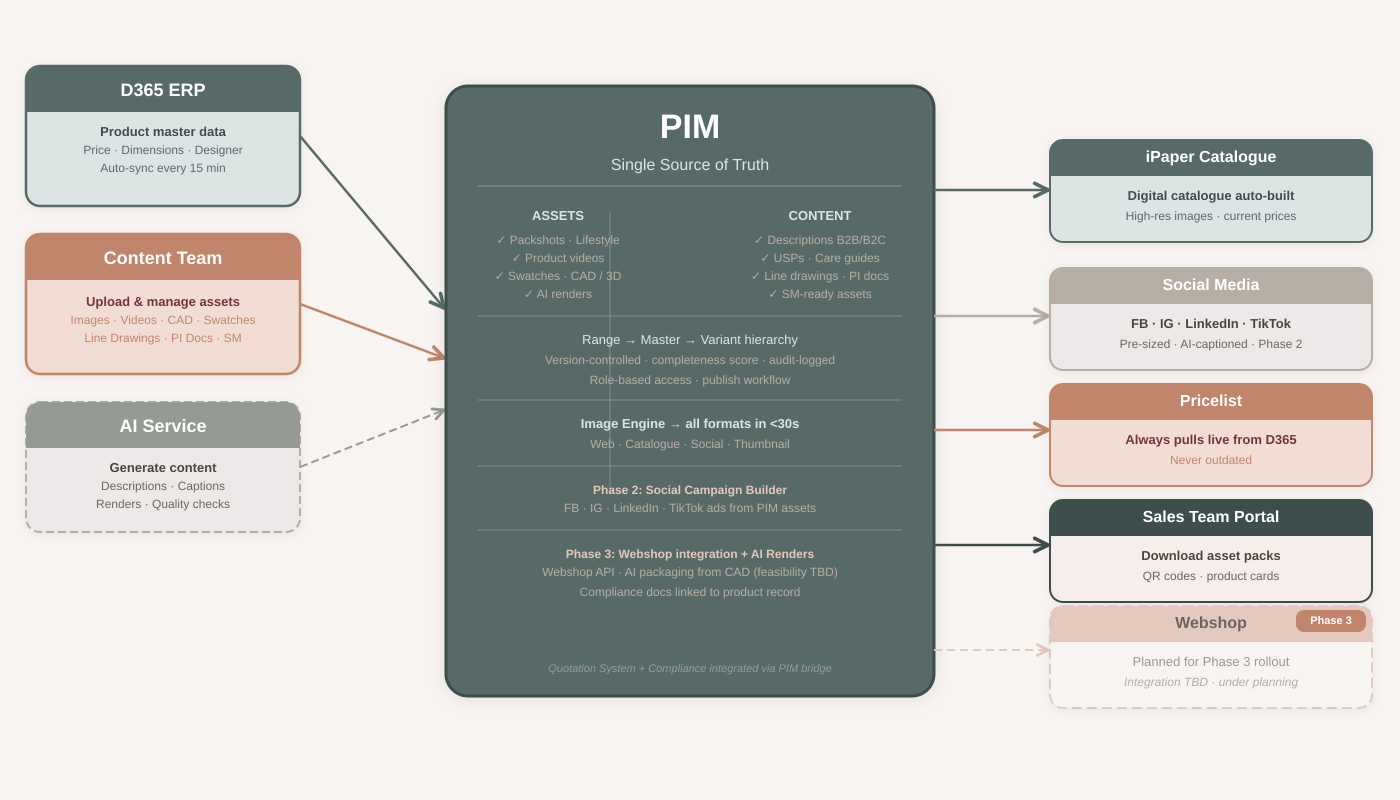 D365 ERP
Product master data
Price · Dimensions · Designer
Auto-sync every 15 min
Content Team
Upload & manage assets
Images · Videos · CAD · Swatches
Line Drawings · PI Docs · SM
AI Service
Generate content
Descriptions · Captions
Renders · Quality checks
PIM
Single Source of Truth
ASSETS
✓ Packshots · Lifestyle
✓ Product videos
✓ Swatches · CAD / 3D
✓ AI renders
CONTENT
✓ Descriptions B2B/B2C
✓ USPs · Care guides
✓ Line drawings · PI docs
✓ SM-ready assets
Range → Master → Variant hierarchy
Version-controlled · completeness score · audit-logged
Role-based access · publish workflow
Image Engine → all formats in <30s
Web · Catalogue · Social · Thumbnail
Phase 2: Social Campaign Builder
FB · IG · LinkedIn · TikTok ads from PIM assets
Phase 3: Webshop integration + AI Renders
Webshop API · AI packaging from CAD (feasibility TBD)
Compliance docs linked to product record
Quotation System + Compliance integrated via PIM bridge
iPaper Catalogue
Digital catalogue auto-built
High-res images · current prices
Social Media
FB · IG · LinkedIn · TikTok
Pre-sized · AI-captioned · Phase 2
Pricelist
Always pulls live from D365
Never outdated
Sales Team Portal
Download asset packs
QR codes · product cards
Webshop
Phase 3
Planned for Phase 3 rollout
Integration TBD · under planning